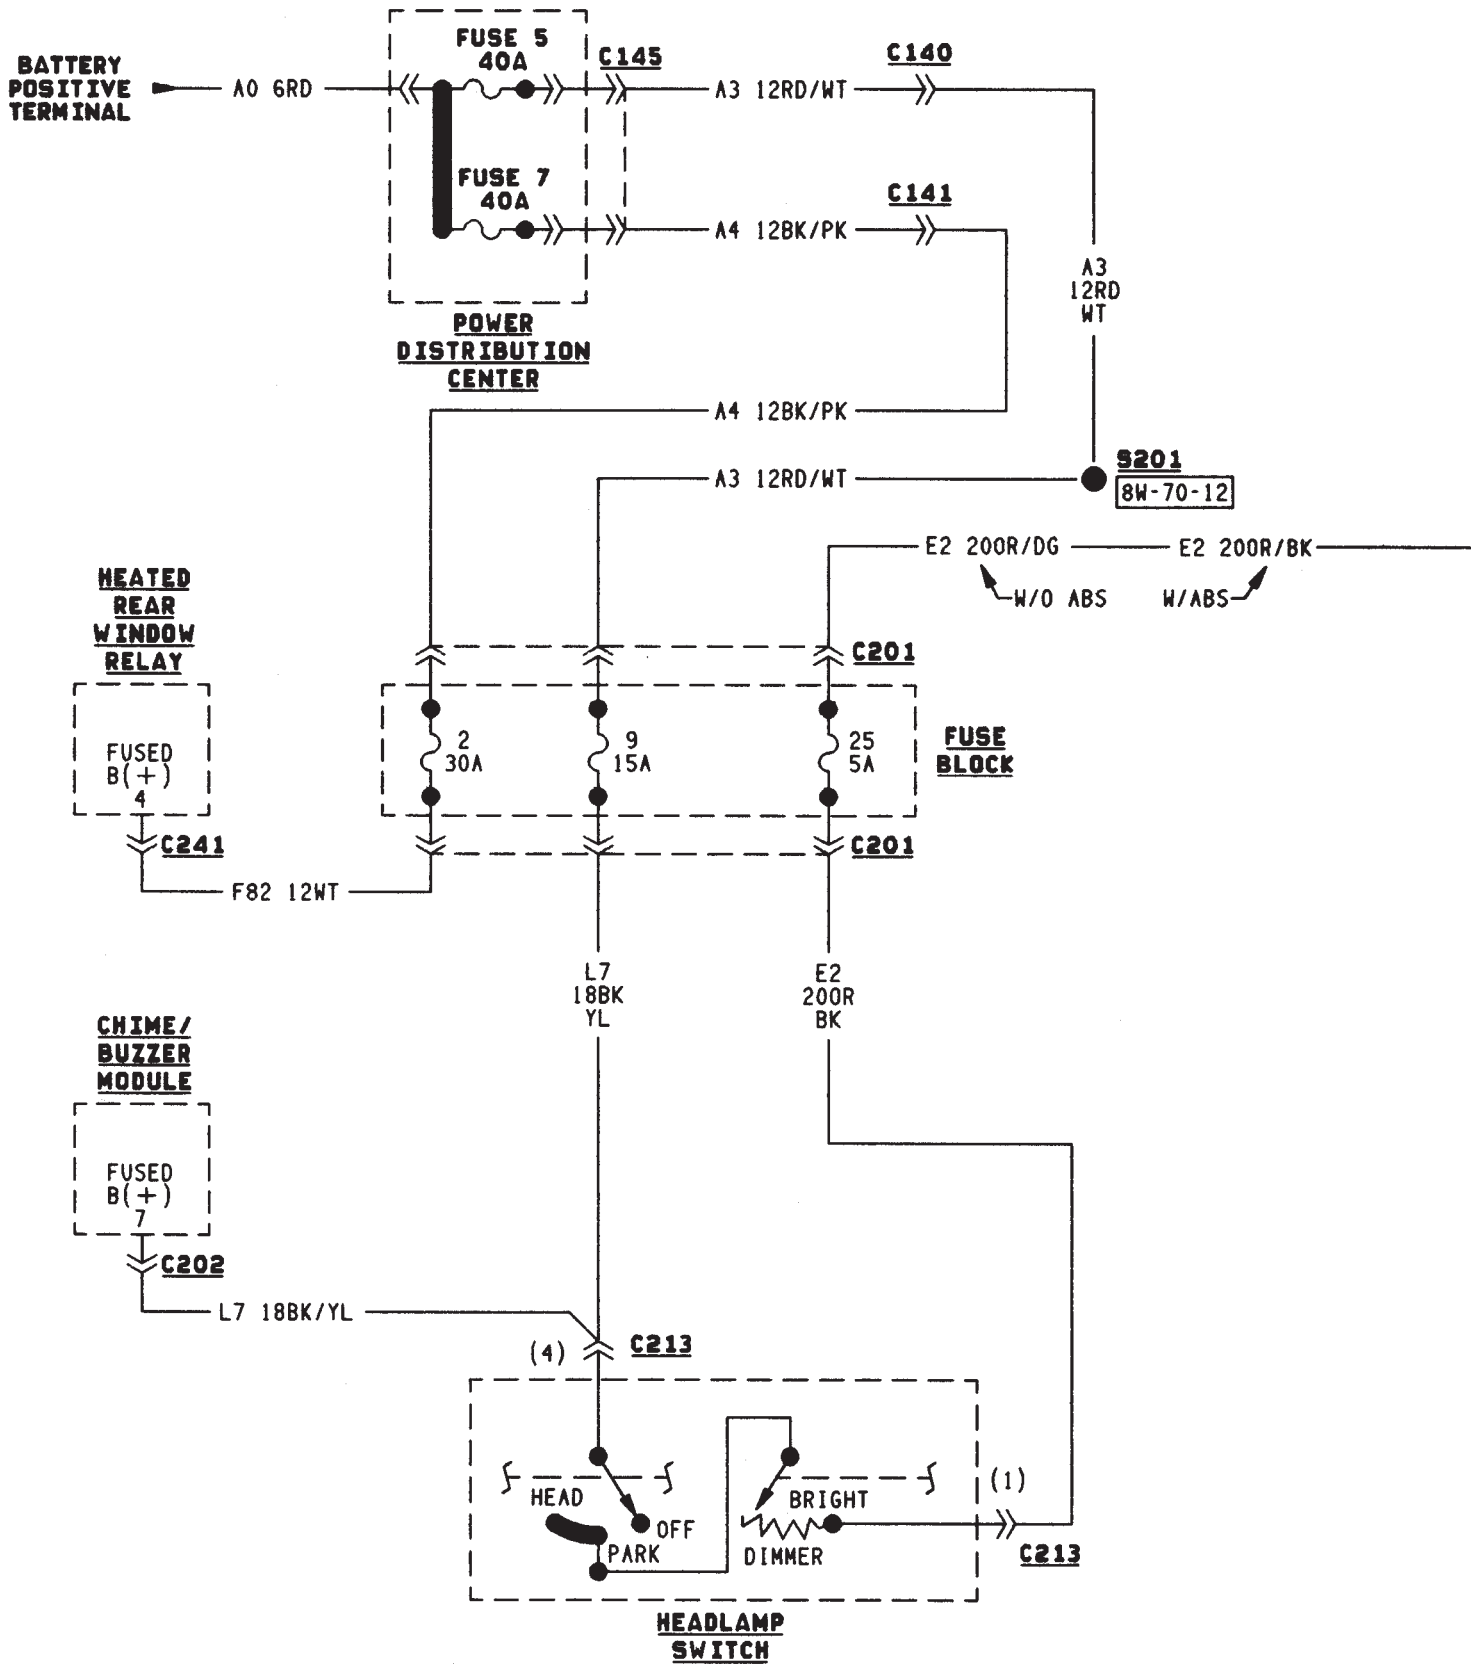 FUSE 5
40A
C145
C140
BATTERY
POSITIVE
TERMINAL
A0 6RD
A3 12RD/WT
FUSE 7
40A
C141
A4 12BK/PK
A3
12RD
WT
POWER
DISTRIBUTION
CENTER
A4 12BK/PK
A3 12RD/WT
S201
8W-70-12
E2 200R/DG
E2 200R/BK
W/O ABS
W/ABS
HEATED
REAR
WINDOW
RELAY
C201
FUSED
B(+)
4
2
30A
9
15A
25
5A
FUSE
BLOCK
C241
C201
F82 12WT
L7
18BK
YL
E2
200R
BK
CHIME/
BUZZER
MODULE
FUSED
B(+)
7
C202
L7 18BK/YL
(4)
C213
HEAD
OFF
PARK
BRIGHT
DIMMER
(1)
C213
HEADLAMP
SWITCH